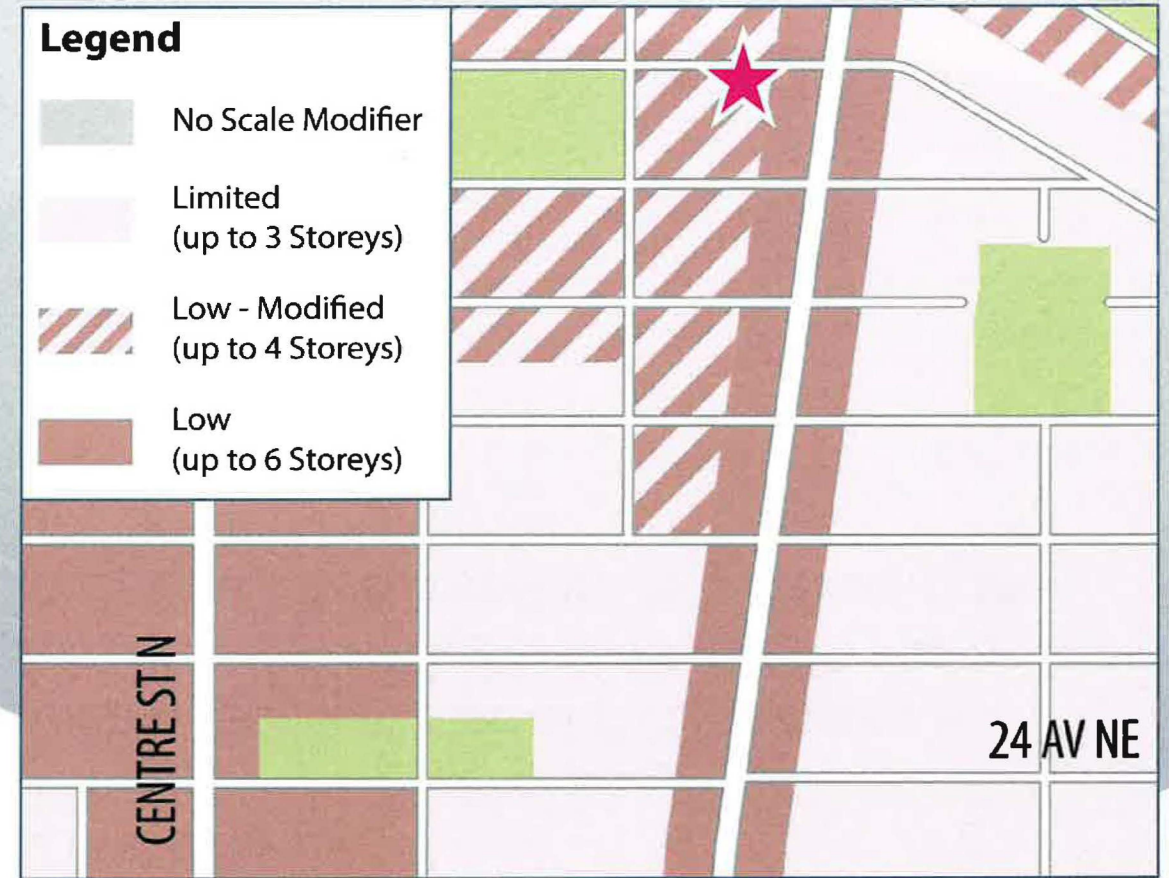 Legend
No Scale Modifier
Limited
(up to 3 Storeys)
Low - Modified
(up to 4 Storeys)
Low
(up to 6 Storeys)
CENTRE ST N
24 AV NE